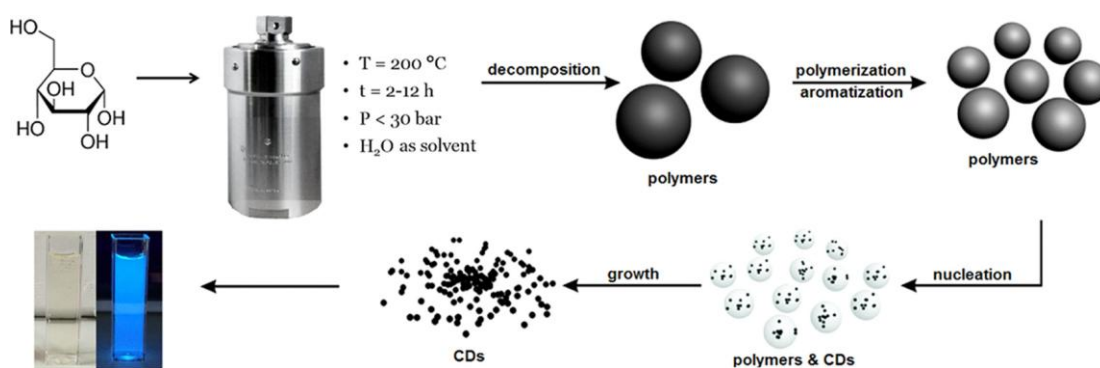 HO
O
HO
OH
HO
OH
OH
• T = 200 °C
• t = 2-12 h
• P < 30 bar
• H₂O as solvent
decomposition
polymers
polymerization
aromatization
polymers
nucleation
polymers & CDs
growth
CDs